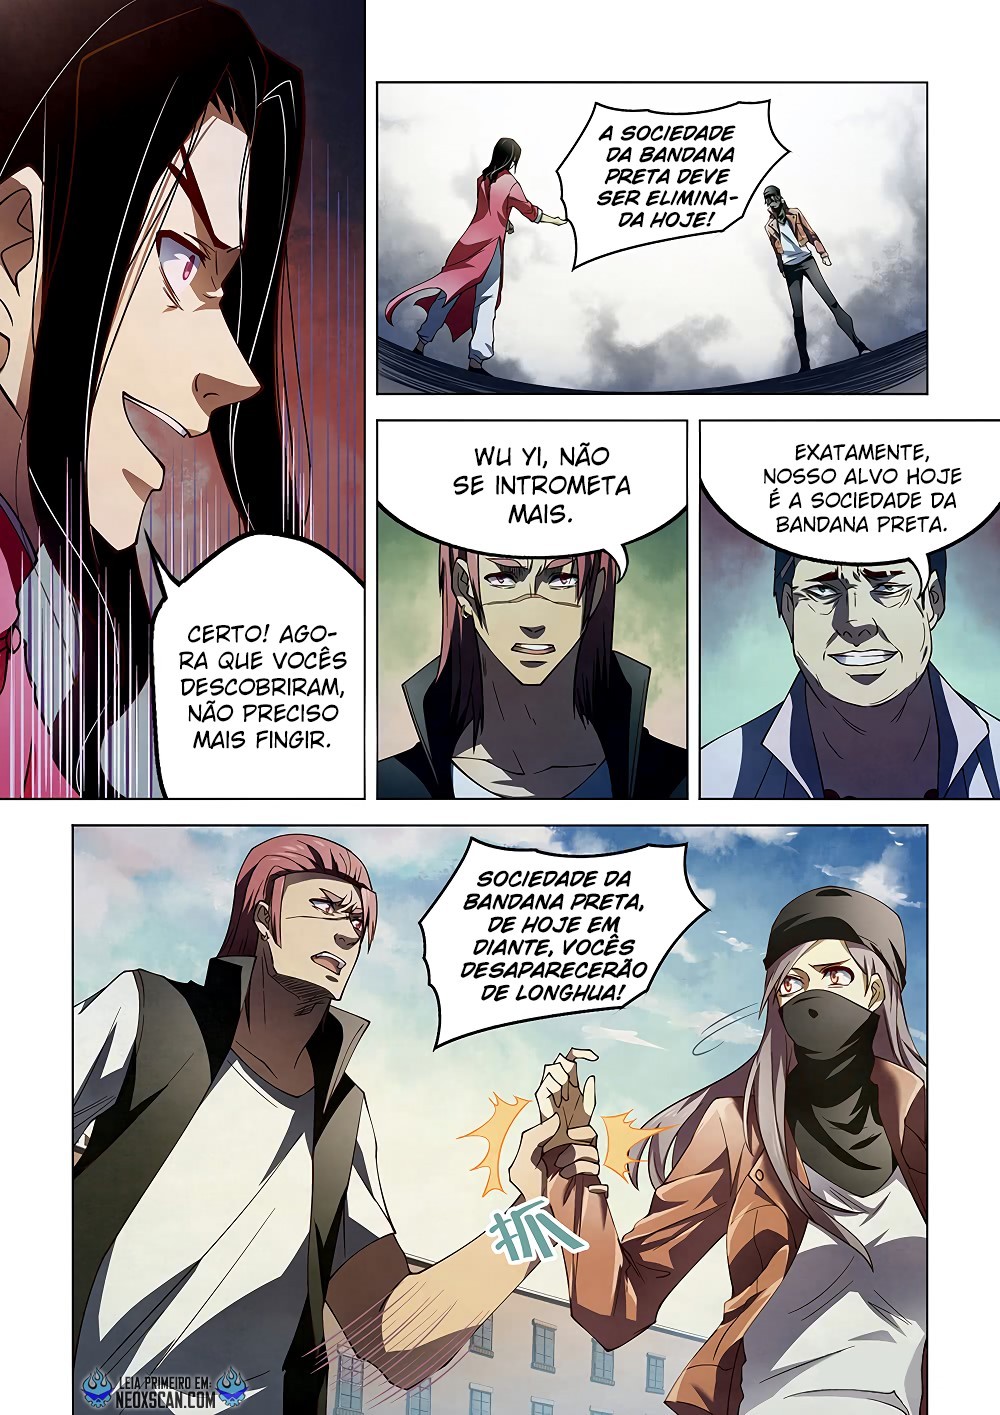 CERTO! AGO-
RA QUE VOCÊS
DESCOBRIRAM,
NÃO PRECISO
MAIS FINGIR.
A SOCIEDADE
DA BANDANA
PRETA DEVE
SER ELIMINA-
DA HOJE!
WU YI, NÃO
SE INTROMETA
MAIS.
EXATAMENTE,
NOSSO ALVO HOJE
É A SOCIEDADE DA
BANDANA PRETA.
SOCIEDADE DA
BANDANA PRETA,
DE HOJE EM
DIANTE, VOCÊS
DESAPARECERÃO
DE LONGHUA!
抓
LEIA PRIMEIRO EM:
NEOXSCAN.COM